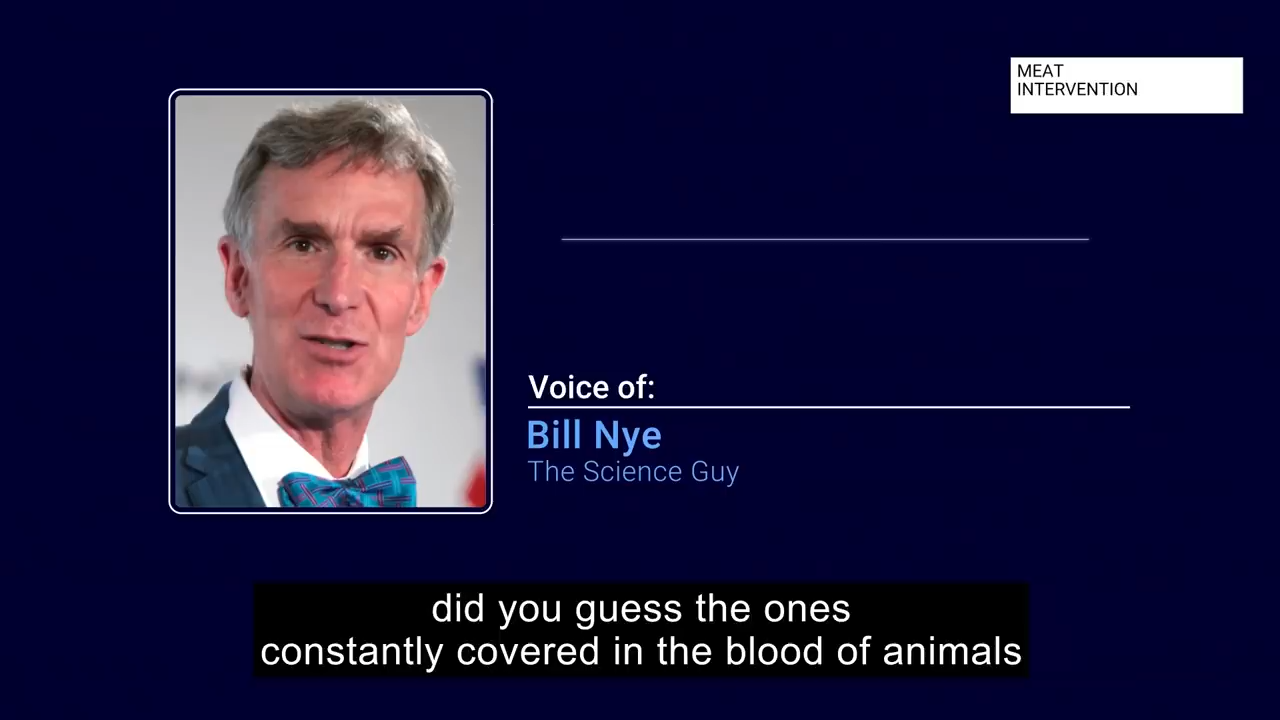 MEAT
INTERVENTION
Voice of:
Bill Nye
The Science Guy
did you guess the ones
constantly covered in the blood of animals